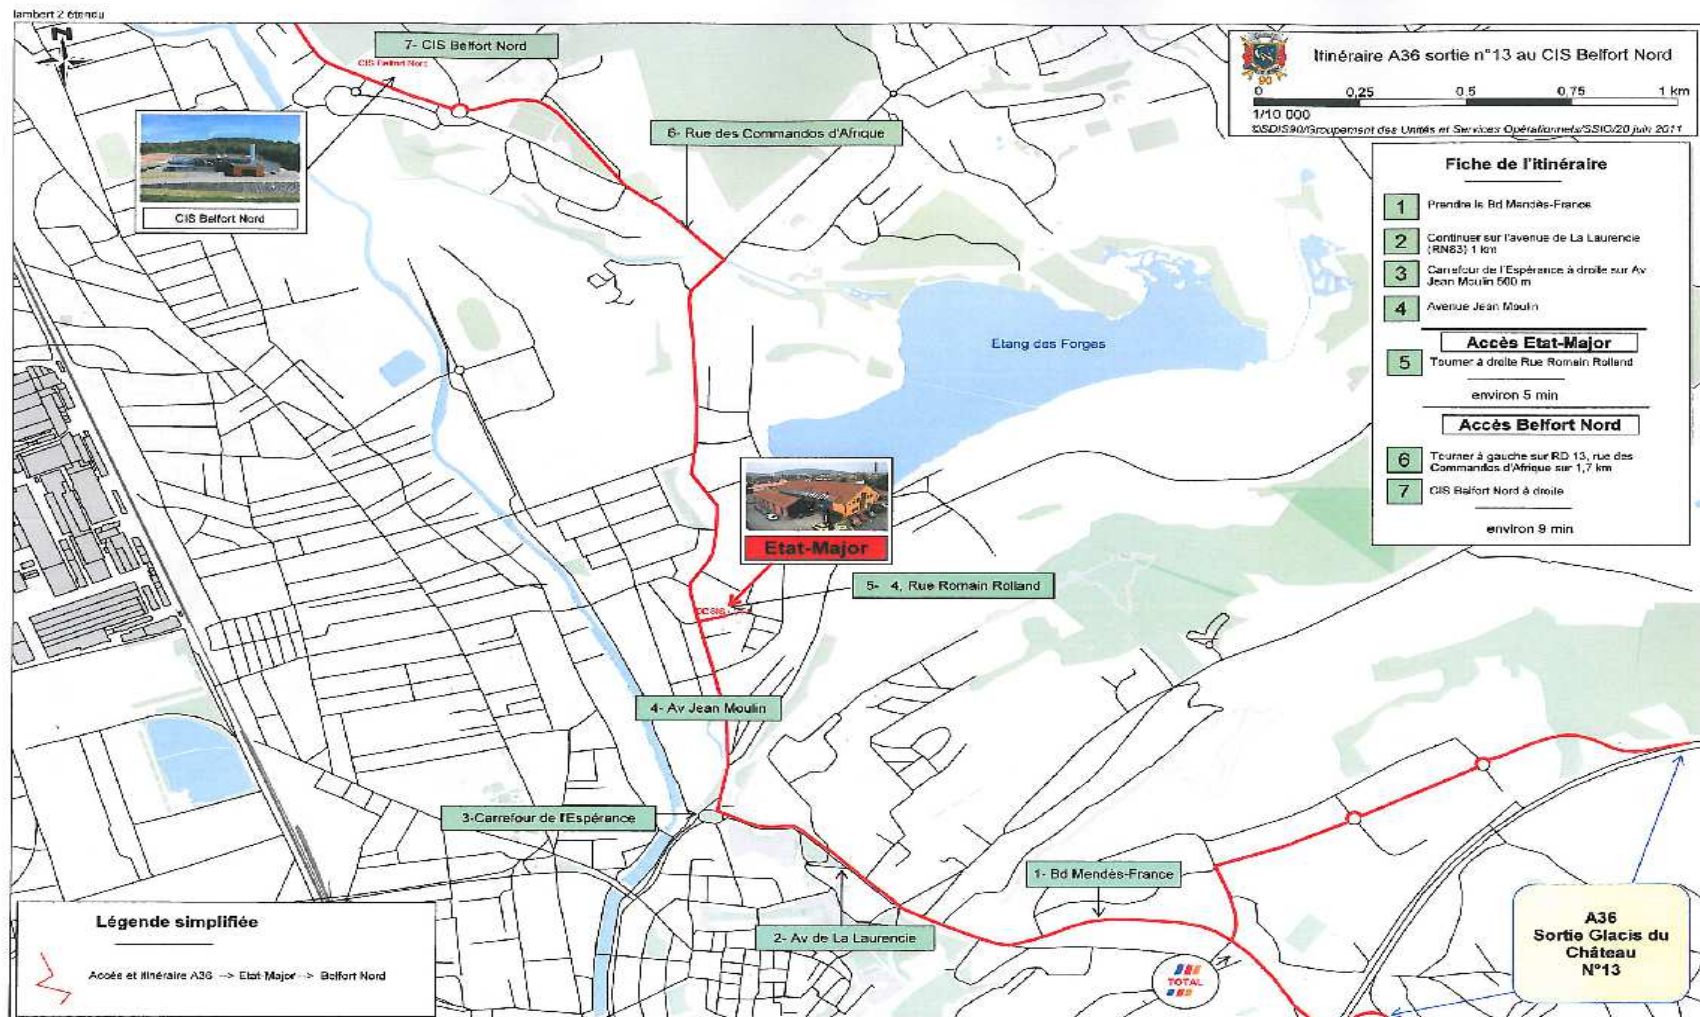 lambert 2 étendu
N
7- CIS Belfort Nord
CIS Belfort Nord
90
Itinéraire A36 sortie n°13 au CIS Belfort Nord
0 0,25 0,5 0,75 1 km
1/10 000
©SDIS90/Groupement des Unités et Services Opérationnels/SSIO/20 juin 2011
6- Rue des Commandos d'Afrique
CIS Belfort Nord
Fiche de l'itinéraire
1 Prendre le Bd Mendès-France
2 Continuer sur l'avenue de La Laurencie
(RN83) 1 km
3 Carrefour de l'Espérance à droite sur Av
Jean Moulin 500 m
4 Avenue Jean Moulin
Accès Etat-Major
5 Tourner à droite Rue Romain Rolland
environ 5 min
Accès Belfort Nord
6 Tourner à gauche sur RD 13, rue des
Commandos d'Afrique sur 1,7 km
7 CIS Belfort Nord à droite
environ 9 min
Etang des Forges
Etat-Major
5- 4, Rue Romain Rolland
4- Av Jean Moulin
3-Carrefour de l'Espérance
1- Bd Mendès-France
2- Av de La Laurencie
TOTAL
A36
Sortie Glacis du
Château
N°13
Légende simplifiée
Accès et itinéraire A36 --> Etat-Major --> Belfort Nord